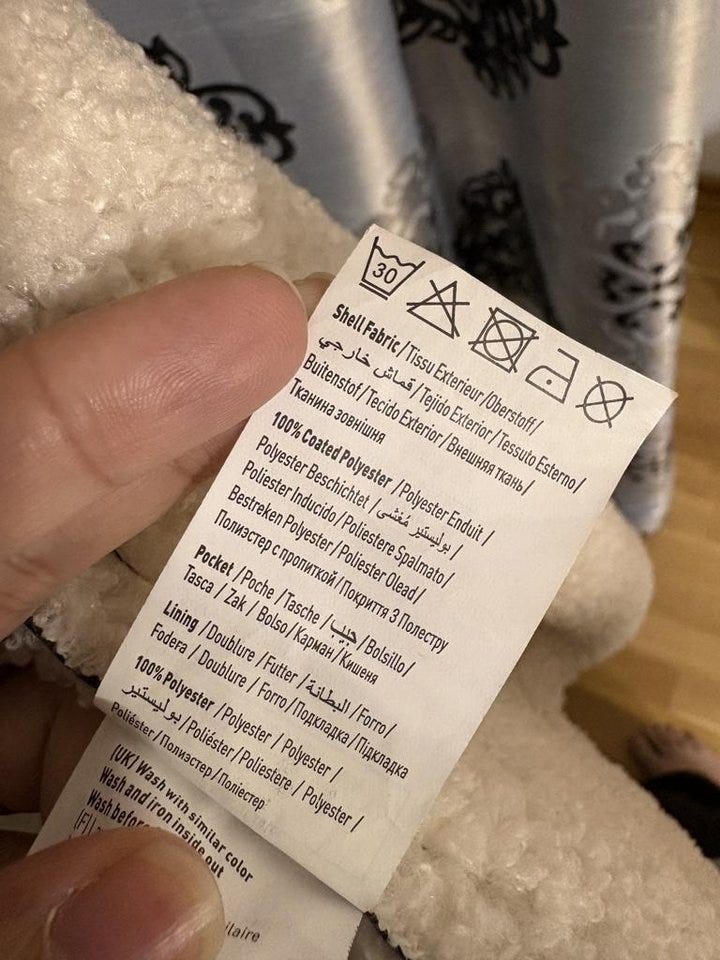 30
Shell Fabric/Tissu Exterieur/Oberstoff/
قماش خارجي/Tejido Exterior/Tessuto Esterno/
Buitenstof/Tecido Exterior/Внешняя ткань/
Тканина зовнішня
100% Coated Polyester/Polyester Enduit/
Polyester Beschichtet/بوليستير مُغشى/
Poliester Inducido/Poliestere Spalmato/
Bestreken Polyester/Poliester Olead/
Полиэстер с пропиткой/Покриття З Полестру
Pocket/Poche/Tasche/جيب/Bolsillo/
Tasca/Zak/Bolso/Карман/Кишеня
Lining/Doublure/Futter/البطانة/Forro/
Fodera/Doublure/Forro/Подкладка/Підкладка
100% Polyester/Polyester/Polyester/
بوليستير/Poliéster/Poliestere/Polyester/
Poliéster/Полиэстер/Поліестер
(UK) Wash with similar color
Wash and iron inside out
Wash